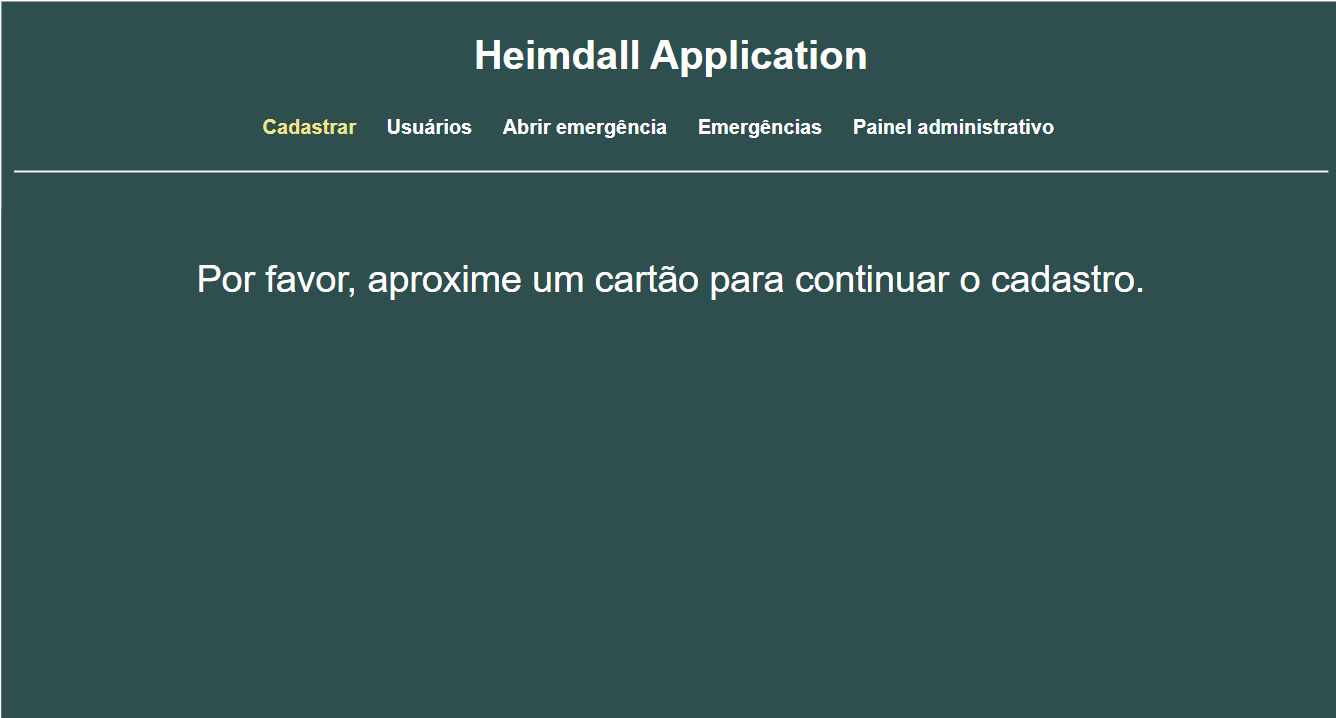 Heimdall Application
Cadastrar Usuários Abrir emergência Emergências Painel administrativo
Por favor, aproxime um cartão para continuar o cadastro.